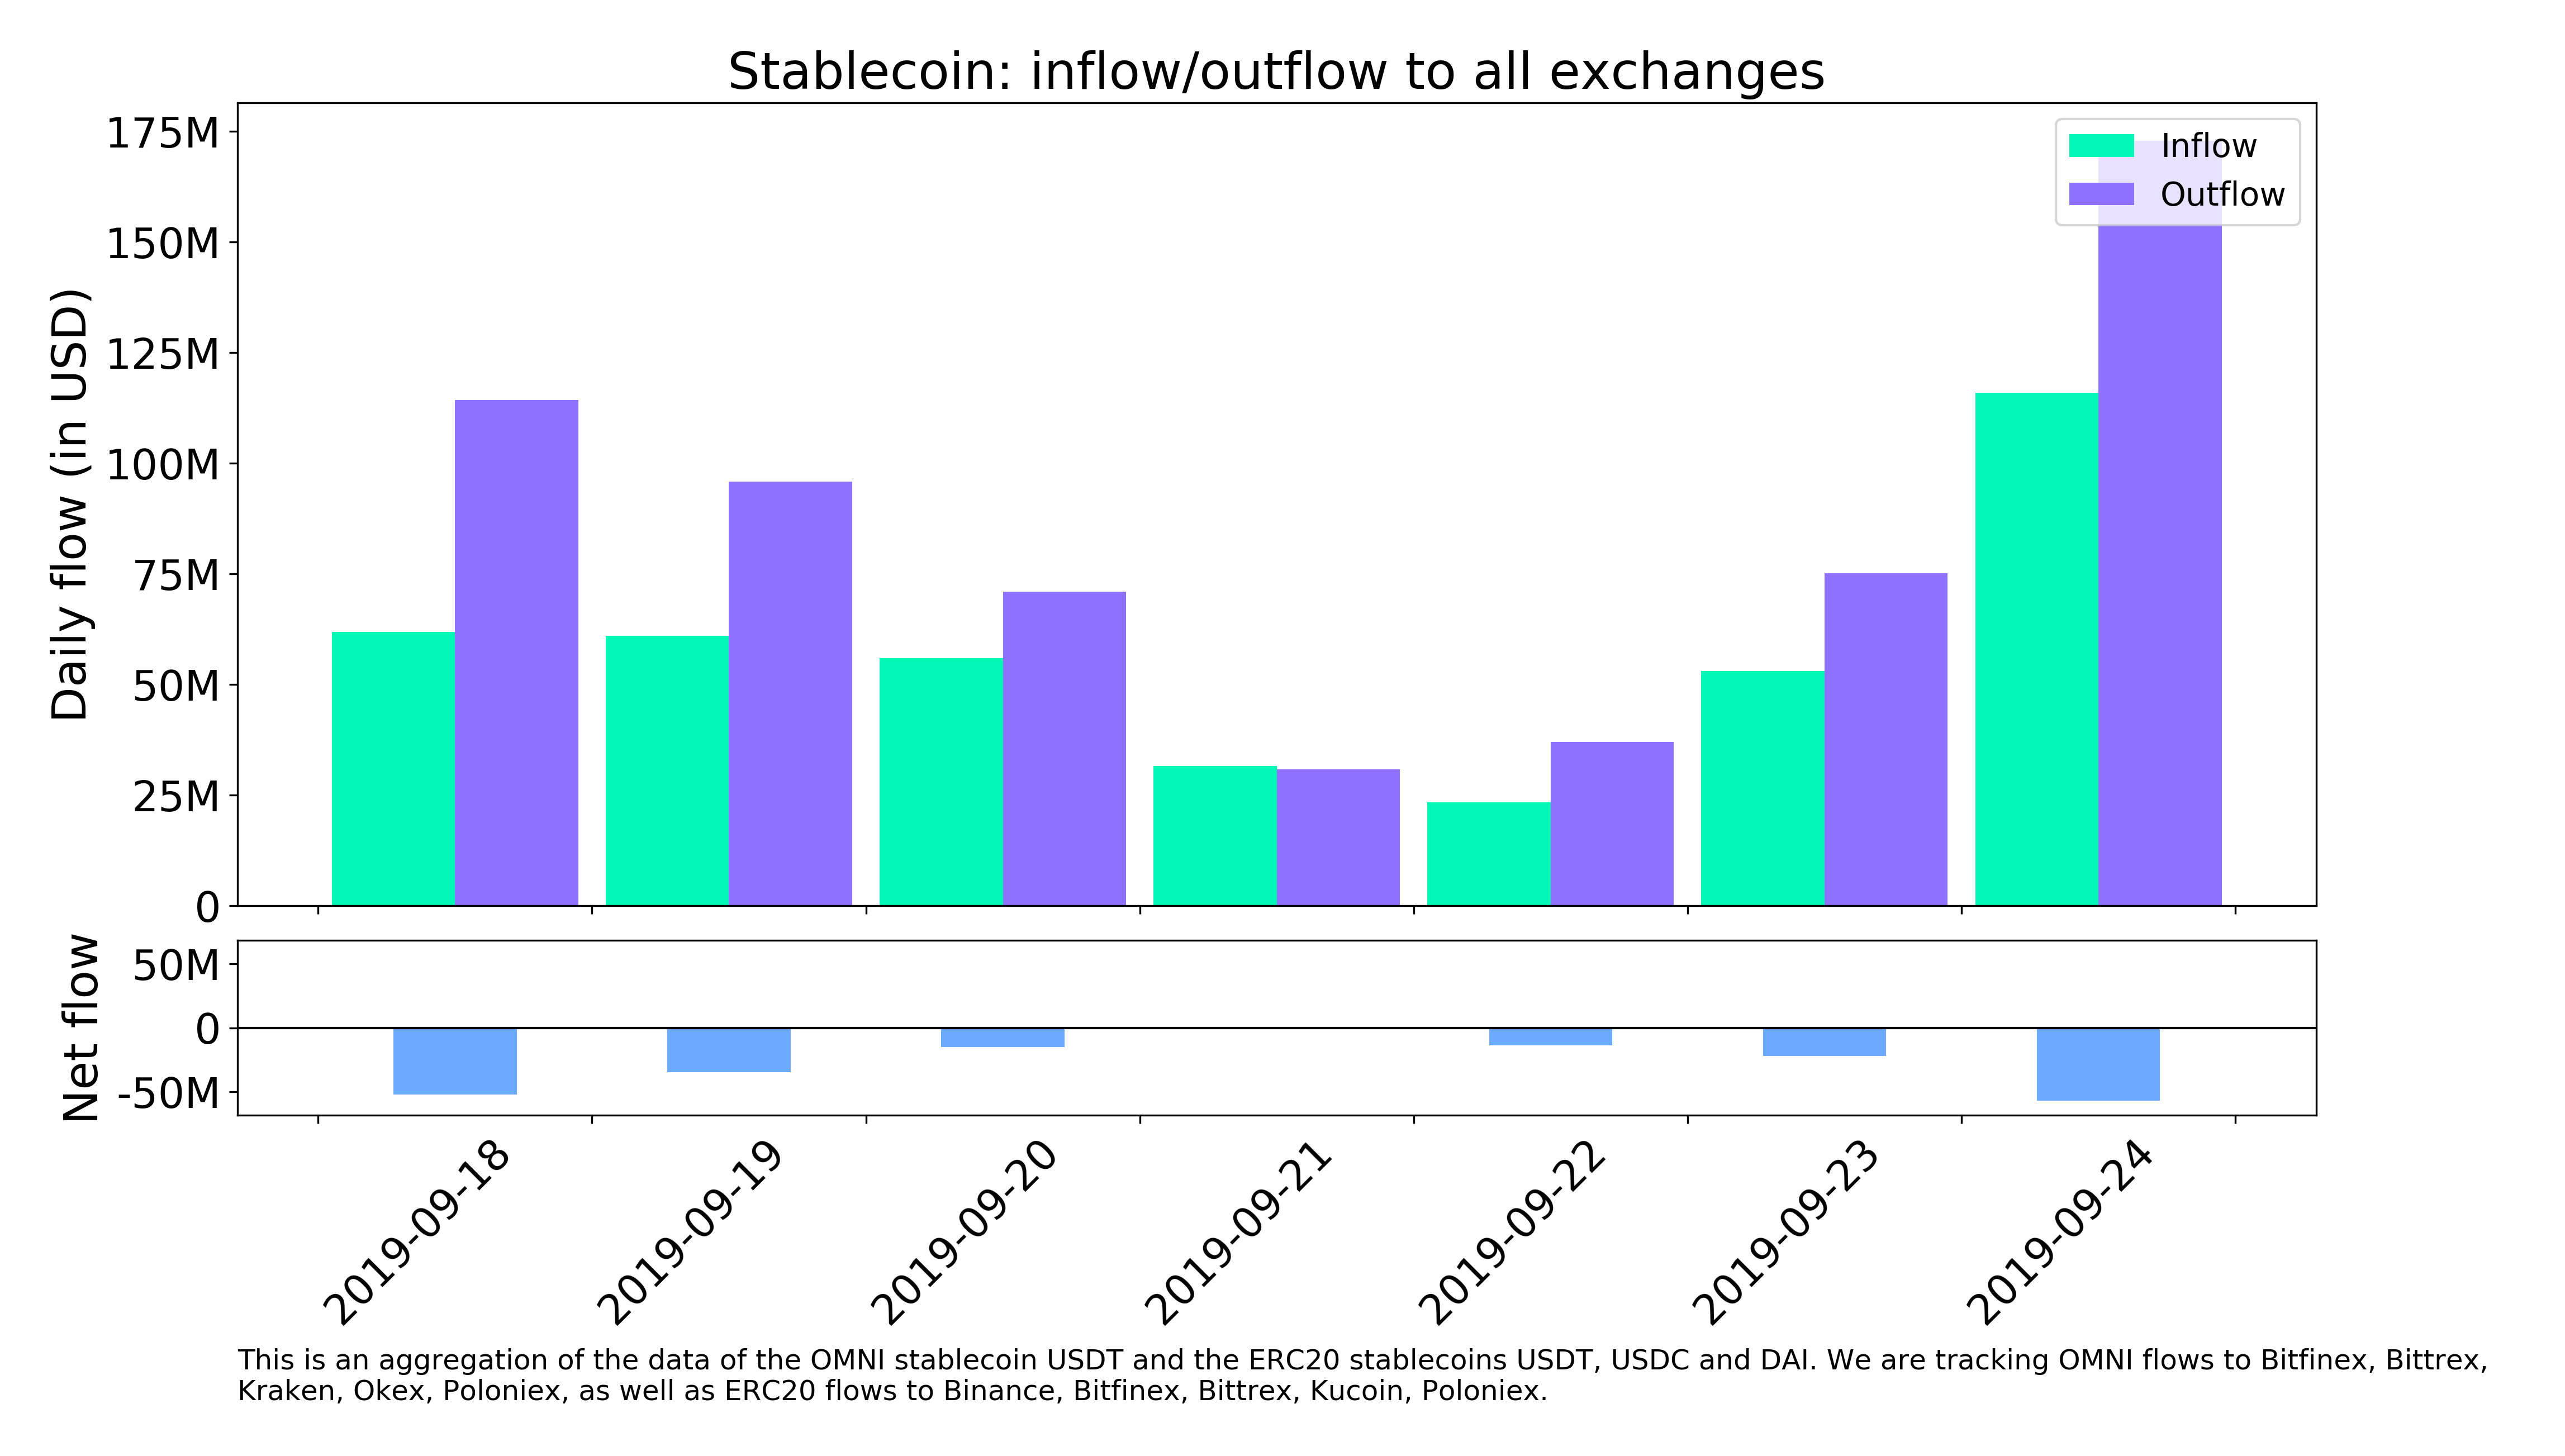 Stablecoin: inflow/outflow to all exchanges
Inflow
Outflow
Daily flow (in USD)
175M
150M
125M
100M
75M
50M
25M
0
Net flow
50M
0
-50M
2019-09-18
2019-09-19
2019-09-20
2019-09-21
2019-09-22
2019-09-23
2019-09-24
This is an aggregation of the data of the OMNI stablecoin USDT and the ERC20 stablecoins USDT, USDC and DAI. We are tracking OMNI flows to Bitfinex, Bittrex,
Kraken, Okex, Poloniex, as well as ERC20 flows to Binance, Bitfinex, Bittrex, Kucoin, Poloniex.